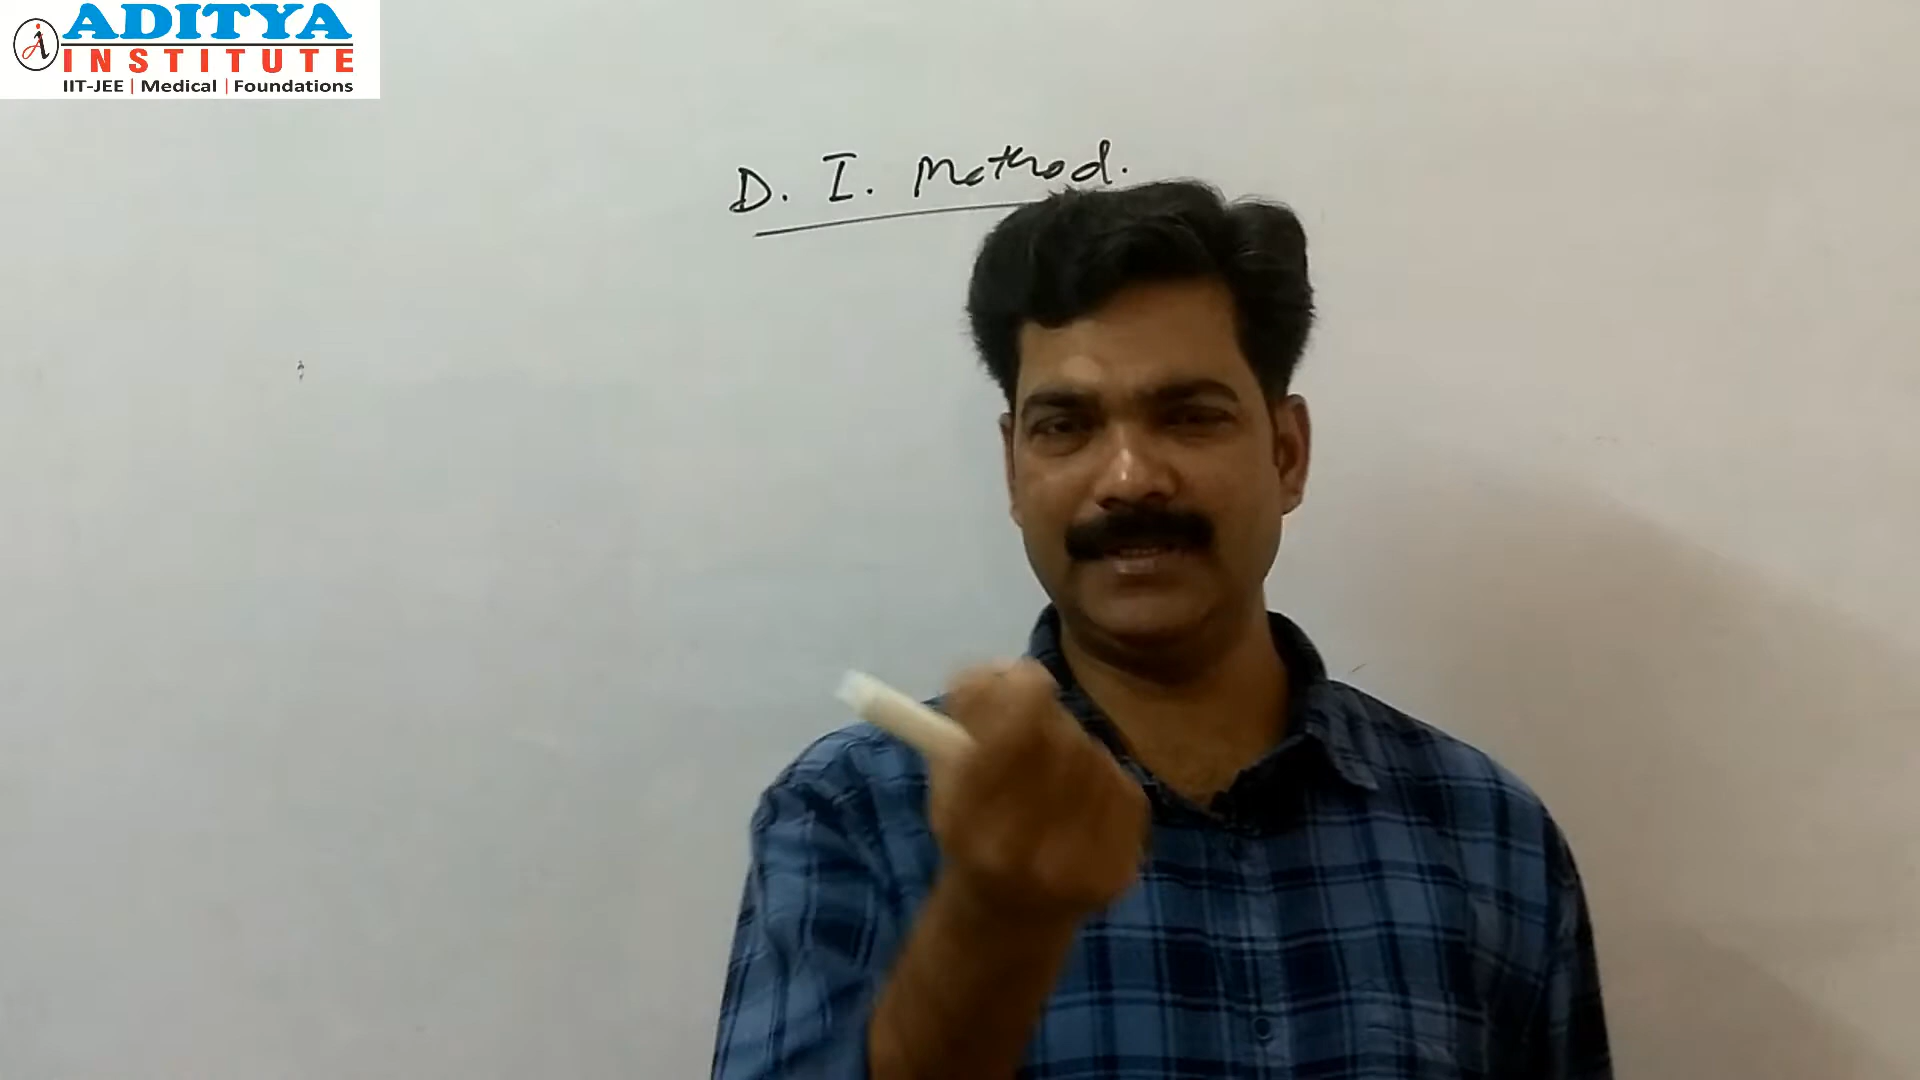 ADITYA
INSTITUTE
IIT-JEE | Medical | Foundations
D. I. Method.